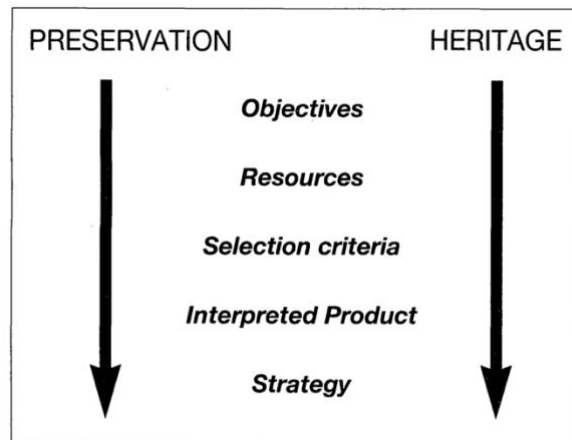 PRESERVATION HERITAGE
Objectives
Resources
Selection criteria
Interpreted Product
Strategy